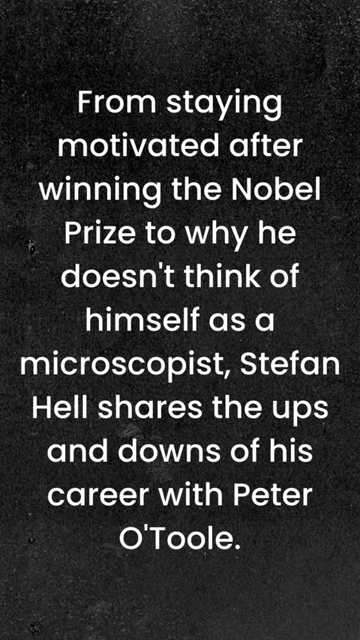 From staying
motivated after
winning the Nobel
Prize to why he
doesn't think of
himself as a
microscopist, Stefan
Hell shares the ups
and downs of his
career with Peter
O'Toole.